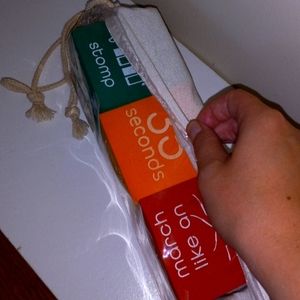 stomp
30
seconds
march
like an